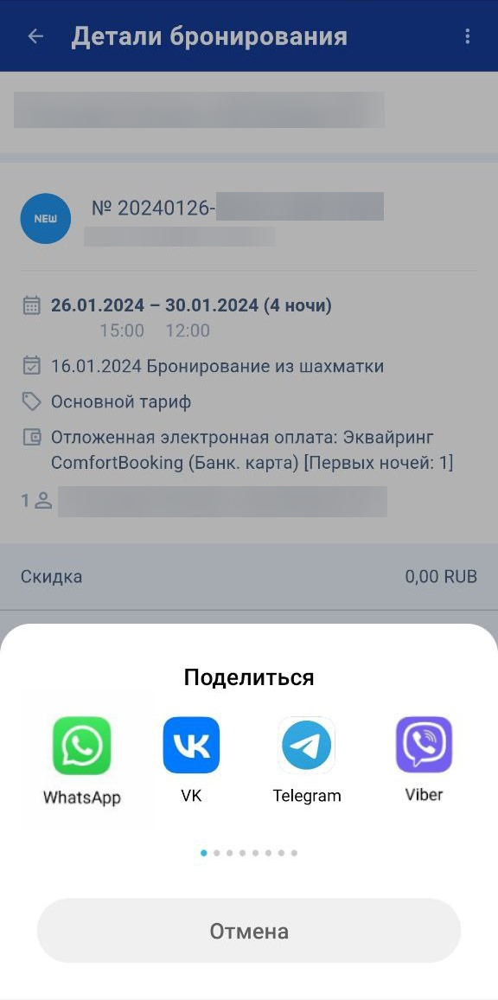 Детали бронирования
NEW
№ 20240126-
26.01.2024 – 30.01.2024 (4 ночи)
15:00 12:00
16.01.2024 Бронирование из шахматки
Основной тариф
Отложенная электронная оплата: Эквайринг
ComfortBooking (Банк. карта) [Первых ночей: 1]
1
Скидка 0,00 RUB
Поделиться
WhatsApp VK Telegram Viber
Отмена